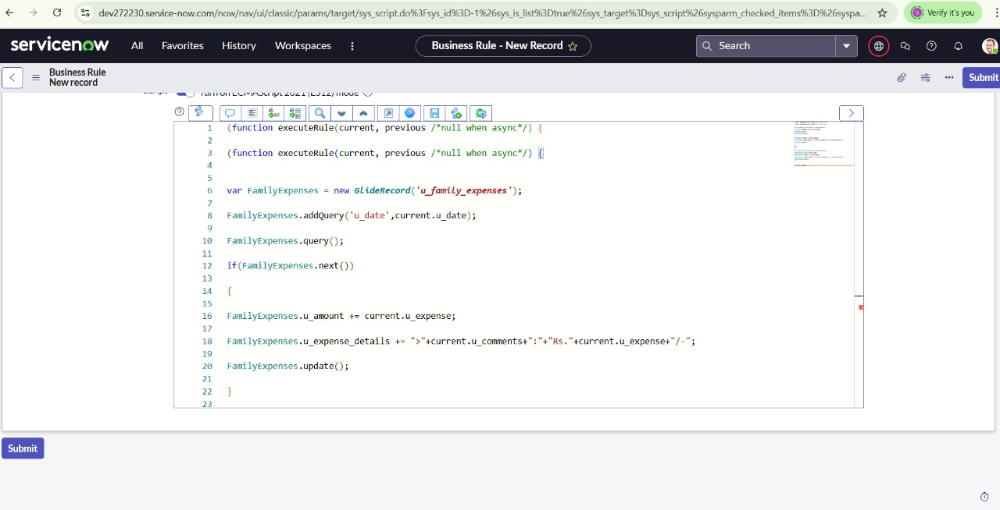 dev272230.service-now.com/now/nav/ui/classic/params/target/sys_script.do%3Fsys_id%3D-1%26sys_is_list%3Dtrue%26sys_target%3Dsys_script%26sysparm_checked_items%3D%26syspa...
Verify it's you
servicenow
All
Favorites
History
Workspaces
Business Rule - New Record
Search
Business Rule
New record
Submit
Turn on ECMAScript 2021 (ES12) mode
1 (function executeRule(current, previous /*null when async*/) {
2
3 (function executeRule(current, previous /*null when async*/) {
4
5
6 var FamilyExpenses = new GlideRecord('u_family_expenses');
7
8 FamilyExpenses.addQuery('u_date',current.u_date);
9
10 FamilyExpenses.query();
11
12 if(FamilyExpenses.next())
13
14 {
15
16 FamilyExpenses.u_amount += current.u_expense;
17
18 FamilyExpenses.u_expense_details += ">"+current.u_comments+":"+"Rs."+current.u_expense+"/-";
19
20 FamilyExpenses.update();
21
22 }
23
Submit